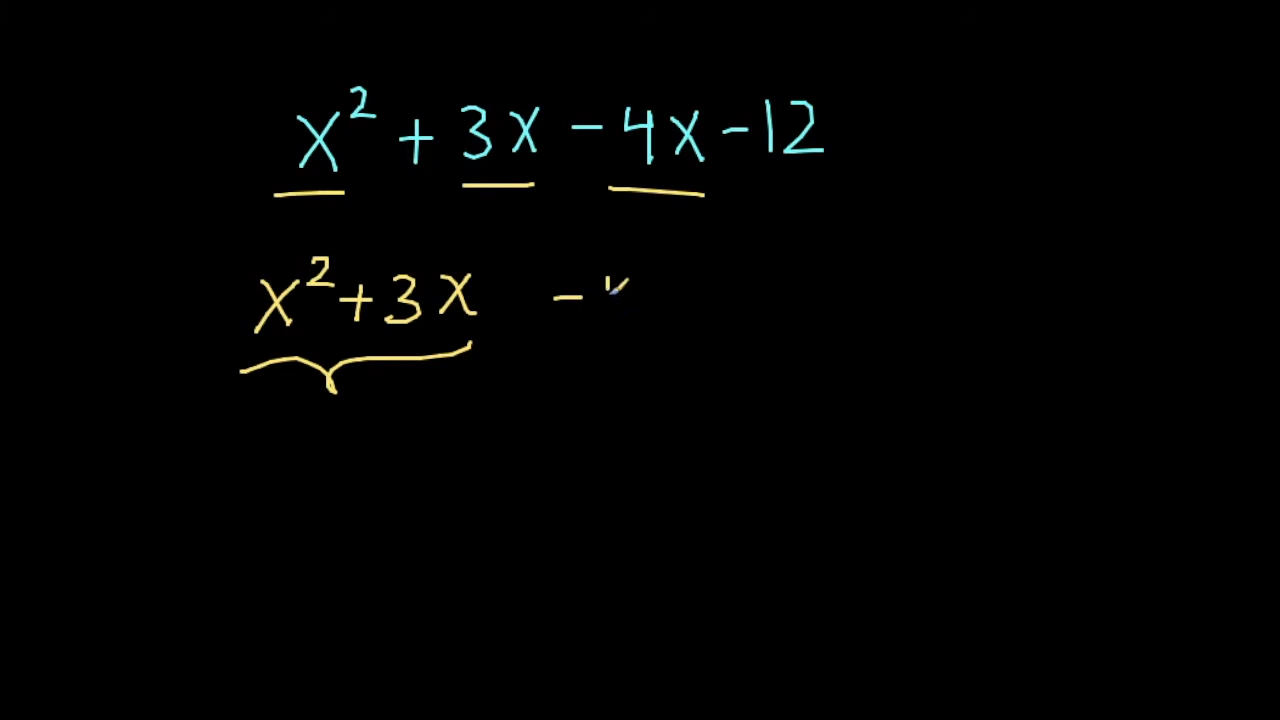 x² + 3x - 4x - 12
x² + 3x -